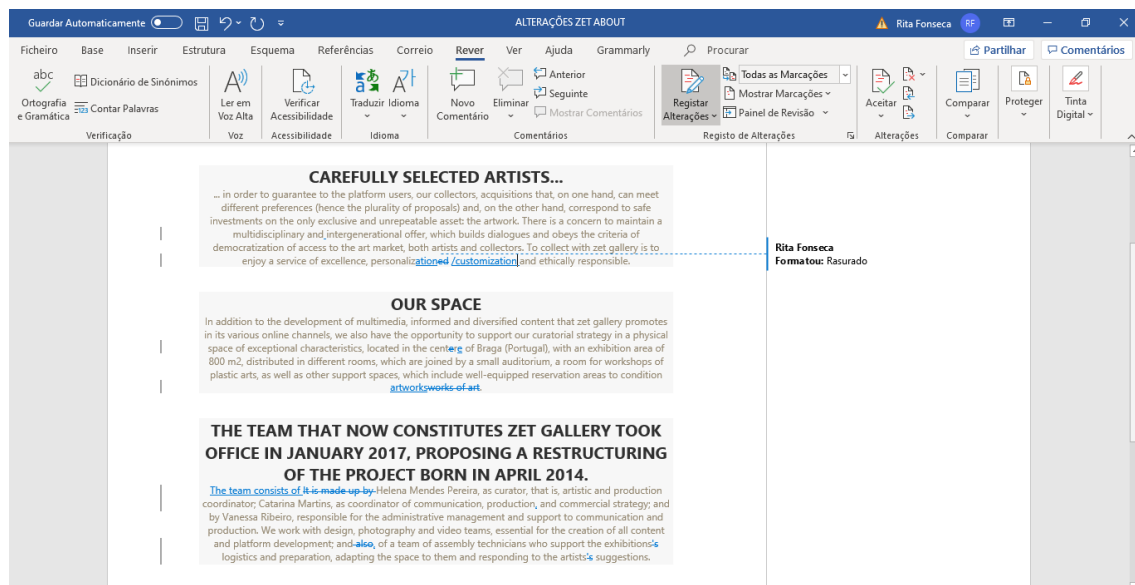 Guardar Automaticamente ALTERAÇÕES ZET ABOUT Rita Fonseca RF
Ficheiro Base Inserir Estrutura Esquema Referências Correio Rever Ver Ajuda Grammarly Procurar Partilhar Comentários
abc Ortografia e Gramática
Dicionário de Sinónimos
Contar Palavras
Verificação
Ler em Voz Alta
Voz
Verificar Acessibilidade
Acessibilidade
Traduzir Idioma
Idioma
Novo Comentário
Eliminar
Anterior
Seguinte
Mostrar Comentários
Comentários
Registar Alterações
Todas as Marcações
Mostrar Marcações
Painel de Revisão
Registo de Alterações
Aceitar
Alterações
Comparar
Comparar
Proteger
Tinta Digital
CAREFULLY SELECTED ARTISTS...
... in order to guarantee to the platform users, our collectors, acquisitions that, on one hand, can meet
different preferences (hence the plurality of proposals) and, on the other hand, correspond to safe
investments on the only exclusive and unrepeatable asset: the artwork. There is a concern to maintain a
multidisciplinary and intergenerational offer, which builds dialogues and obeys the criteria of
democratization of access to the art market, both artists and collectors. To collect with zet gallery is to
enjoy a service of excellence, personalizationed /customization and ethically responsible.
Rita Fonseca
Formatou: Rasurado
OUR SPACE
In addition to the development of multimedia, informed and diversified content that zet gallery promotes
in its various online channels, we also have the opportunity to support our curatorial strategy in a physical
space of exceptional characteristics, located in the centere of Braga (Portugal), with an exhibition area of
800 m2, distributed in different rooms, which are joined by a small auditorium, a room for workshops of
plastic arts, as well as other support spaces, which include well-equipped reservation areas to condition
artworksworks of art.
THE TEAM THAT NOW CONSTITUTES ZET GALLERY TOOK
OFFICE IN JANUARY 2017, PROPOSING A RESTRUCTURING
OF THE PROJECT BORN IN APRIL 2014.
The team consists of It is made up by Helena Mendes Pereira, as curator, that is, artistic and production
coordinator; Catarina Martins, as coordinator of communication, production, and commercial strategy; and
by Vanessa Ribeiro, responsible for the administrative management and support to communication and
production. We work with design, photography and video teams, essential for the creation of all content
and platform development; and also, of a team of assembly technicians who support the exhibitions's
logistics and preparation, adapting the space to them and responding to the artists's suggestions.